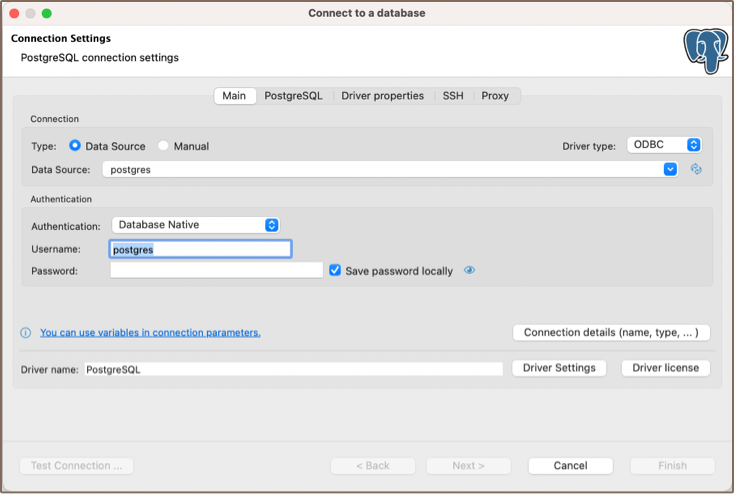 Connect to a database
Connection Settings
PostgreSQL connection settings
Main PostgreSQL Driver properties SSH Proxy
Connection
Type: Data Source Manual Driver type: ODBC
Data Source: postgres
Authentication
Authentication: Database Native
Username: postgres
Password: Save password locally
You can use variables in connection parameters. Connection details (name, type, ... )
Driver name: PostgreSQL Driver Settings Driver license
Test Connection ... < Back Next > Cancel Finish